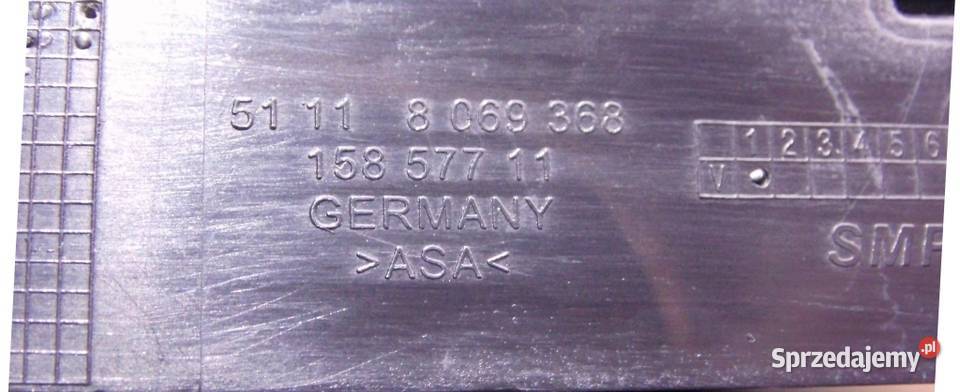 51 11 8 069 368
158 577 11
GERMANY
>ASA<
1 2 3 4 5 6
V
Sprzedajemy.pl